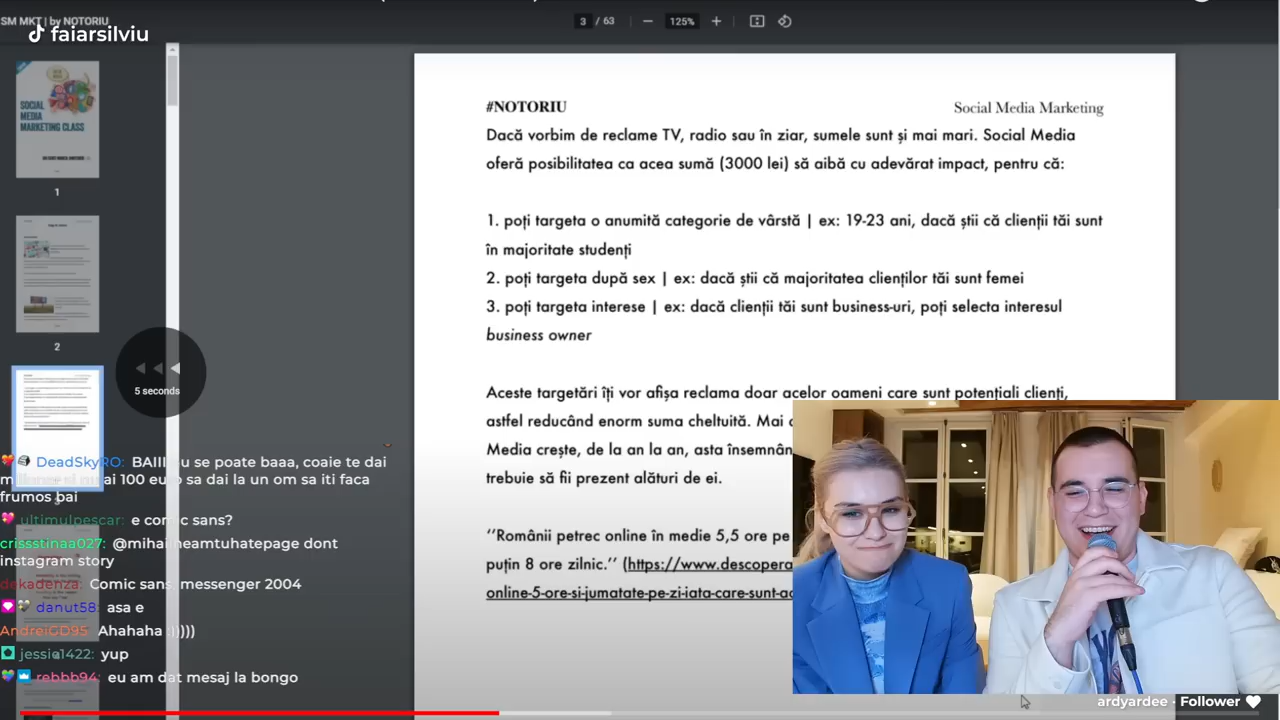 SM MKT | by NOTORIU
faiarsilviu
3 / 63
125%
SOCIAL
MEDIA
MARKETING CLASS
1
2
5 seconds
#NOTORIU
Social Media Marketing
Dacă vorbim de reclame TV, radio sau în ziar, sumele sunt și mai mari. Social Media
oferă posibilitatea ca acea sumă (3000 lei) să aibă cu adevărat impact, pentru că:
1. poți targeta o anumită categorie de vârstă | ex: 19-23 ani, dacă știi că clienții tăi sunt
în majoritate studenți
2. poți targeta după sex | ex: dacă știi că majoritatea clienților tăi sunt femei
3. poți targeta interese | ex: dacă clienții tăi sunt business-uri, poți selecta interesul
business owner
Aceste targetări îți vor afișa reclama doar acelor oameni care sunt potențiali clienți,
astfel reducând enorm suma cheltuită. Mai
Media crește, de la an la an, asta însemnân
trebuie să fii prezent alături de ei.
‘‘Românii petrec online în medie 5,5 ore pe
puțin 8 ore zilnic.’’ (https://www.descopera
online-5-ore-si-jumatate-pe-zi-iata-care-sunt-ac
DeadSkyRO: BAIII u se poate baaa, coaie te dai
ai 100 euro sa dai la un om sa iti faca
frumos bai
ultimulpescar: e comic sans?
crissstinaa027: @mihaiineamtuhatepage dont
instagram story
dekadenza: Comic sans messenger 2004
danut58: asa e
AndreiCD95 Ahahaha :)))))
jessie1422: yup
rebbb94: eu am dat mesaj la bongo
ardyardee · Follower